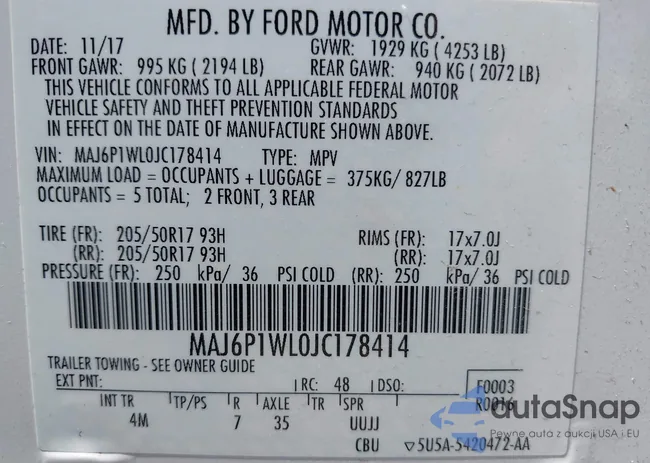 MFD. BY FORD MOTOR CO.
DATE: 11/17 GVWR: 1929 KG ( 4253 LB)
FRONT GAWR: 995 KG ( 2194 LB) REAR GAWR: 940 KG ( 2072 LB)
THIS VEHICLE CONFORMS TO ALL APPLICABLE FEDERAL MOTOR
VEHICLE SAFETY AND THEFT PREVENTION STANDARDS
IN EFFECT ON THE DATE OF MANUFACTURE SHOWN ABOVE.
VIN: MAJ6P1WL0JC178414 TYPE: MPV
MAXIMUM LOAD = OCCUPANTS + LUGGAGE = 375KG/ 827LB
OCCUPANTS = 5 TOTAL; 2 FRONT, 3 REAR
TIRE (FR): 205/50R17 93H RIMS (FR): 17x7.0J
(RR): 205/50R17 93H (RR): 17x7.0J
PRESSURE (FR): 250 kPa/ 36 PSI COLD (RR): 250 kPa/ 36 PSI COLD
MAJ6P1WL0JC178414
TRAILER TOWING - SEE OWNER GUIDE
EXT PNT: RC: 48 DSO: F0003
R0016
INT TR TP/PS R AXLE TR SPR
4M 7 35 UUJJ
CBU ▽5U5A-5420472-AA
AutaSnap
Pewne auta z aukcji USA i EU